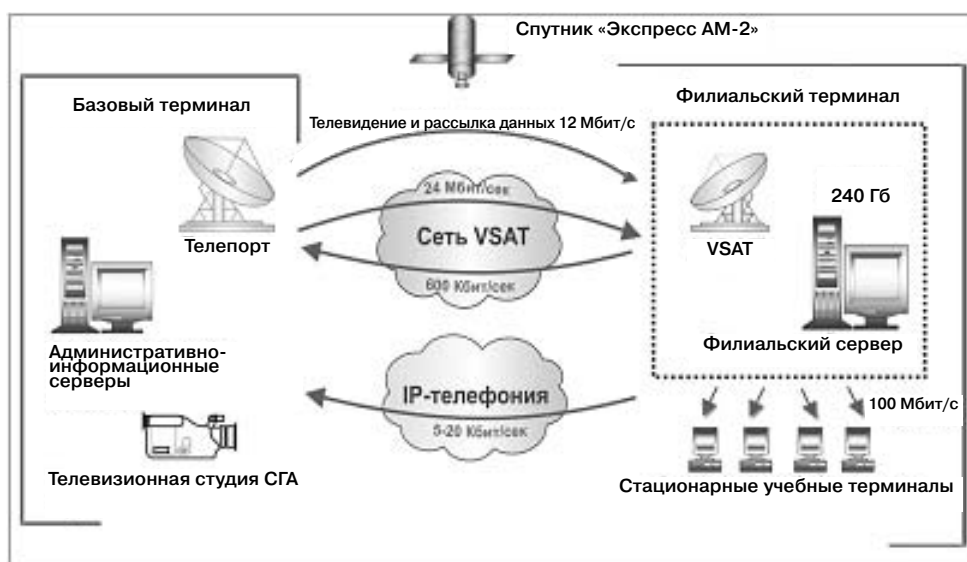 Спутник «Экспресс АМ-2»
Базовый терминал
Филиальский терминал
Телевидение и рассылка данных 12 Мбит/с
24 Мбит/сек
240 Гб
Телепорт
Сеть VSAT
VSAT
600 Кбит/сек
Филиальский сервер
Административно-
информационные
серверы
IP-телефония
100 Мбит/с
5-20 Кбит/сек
Телевизионная студия СГА
Стационарные учебные терминалы